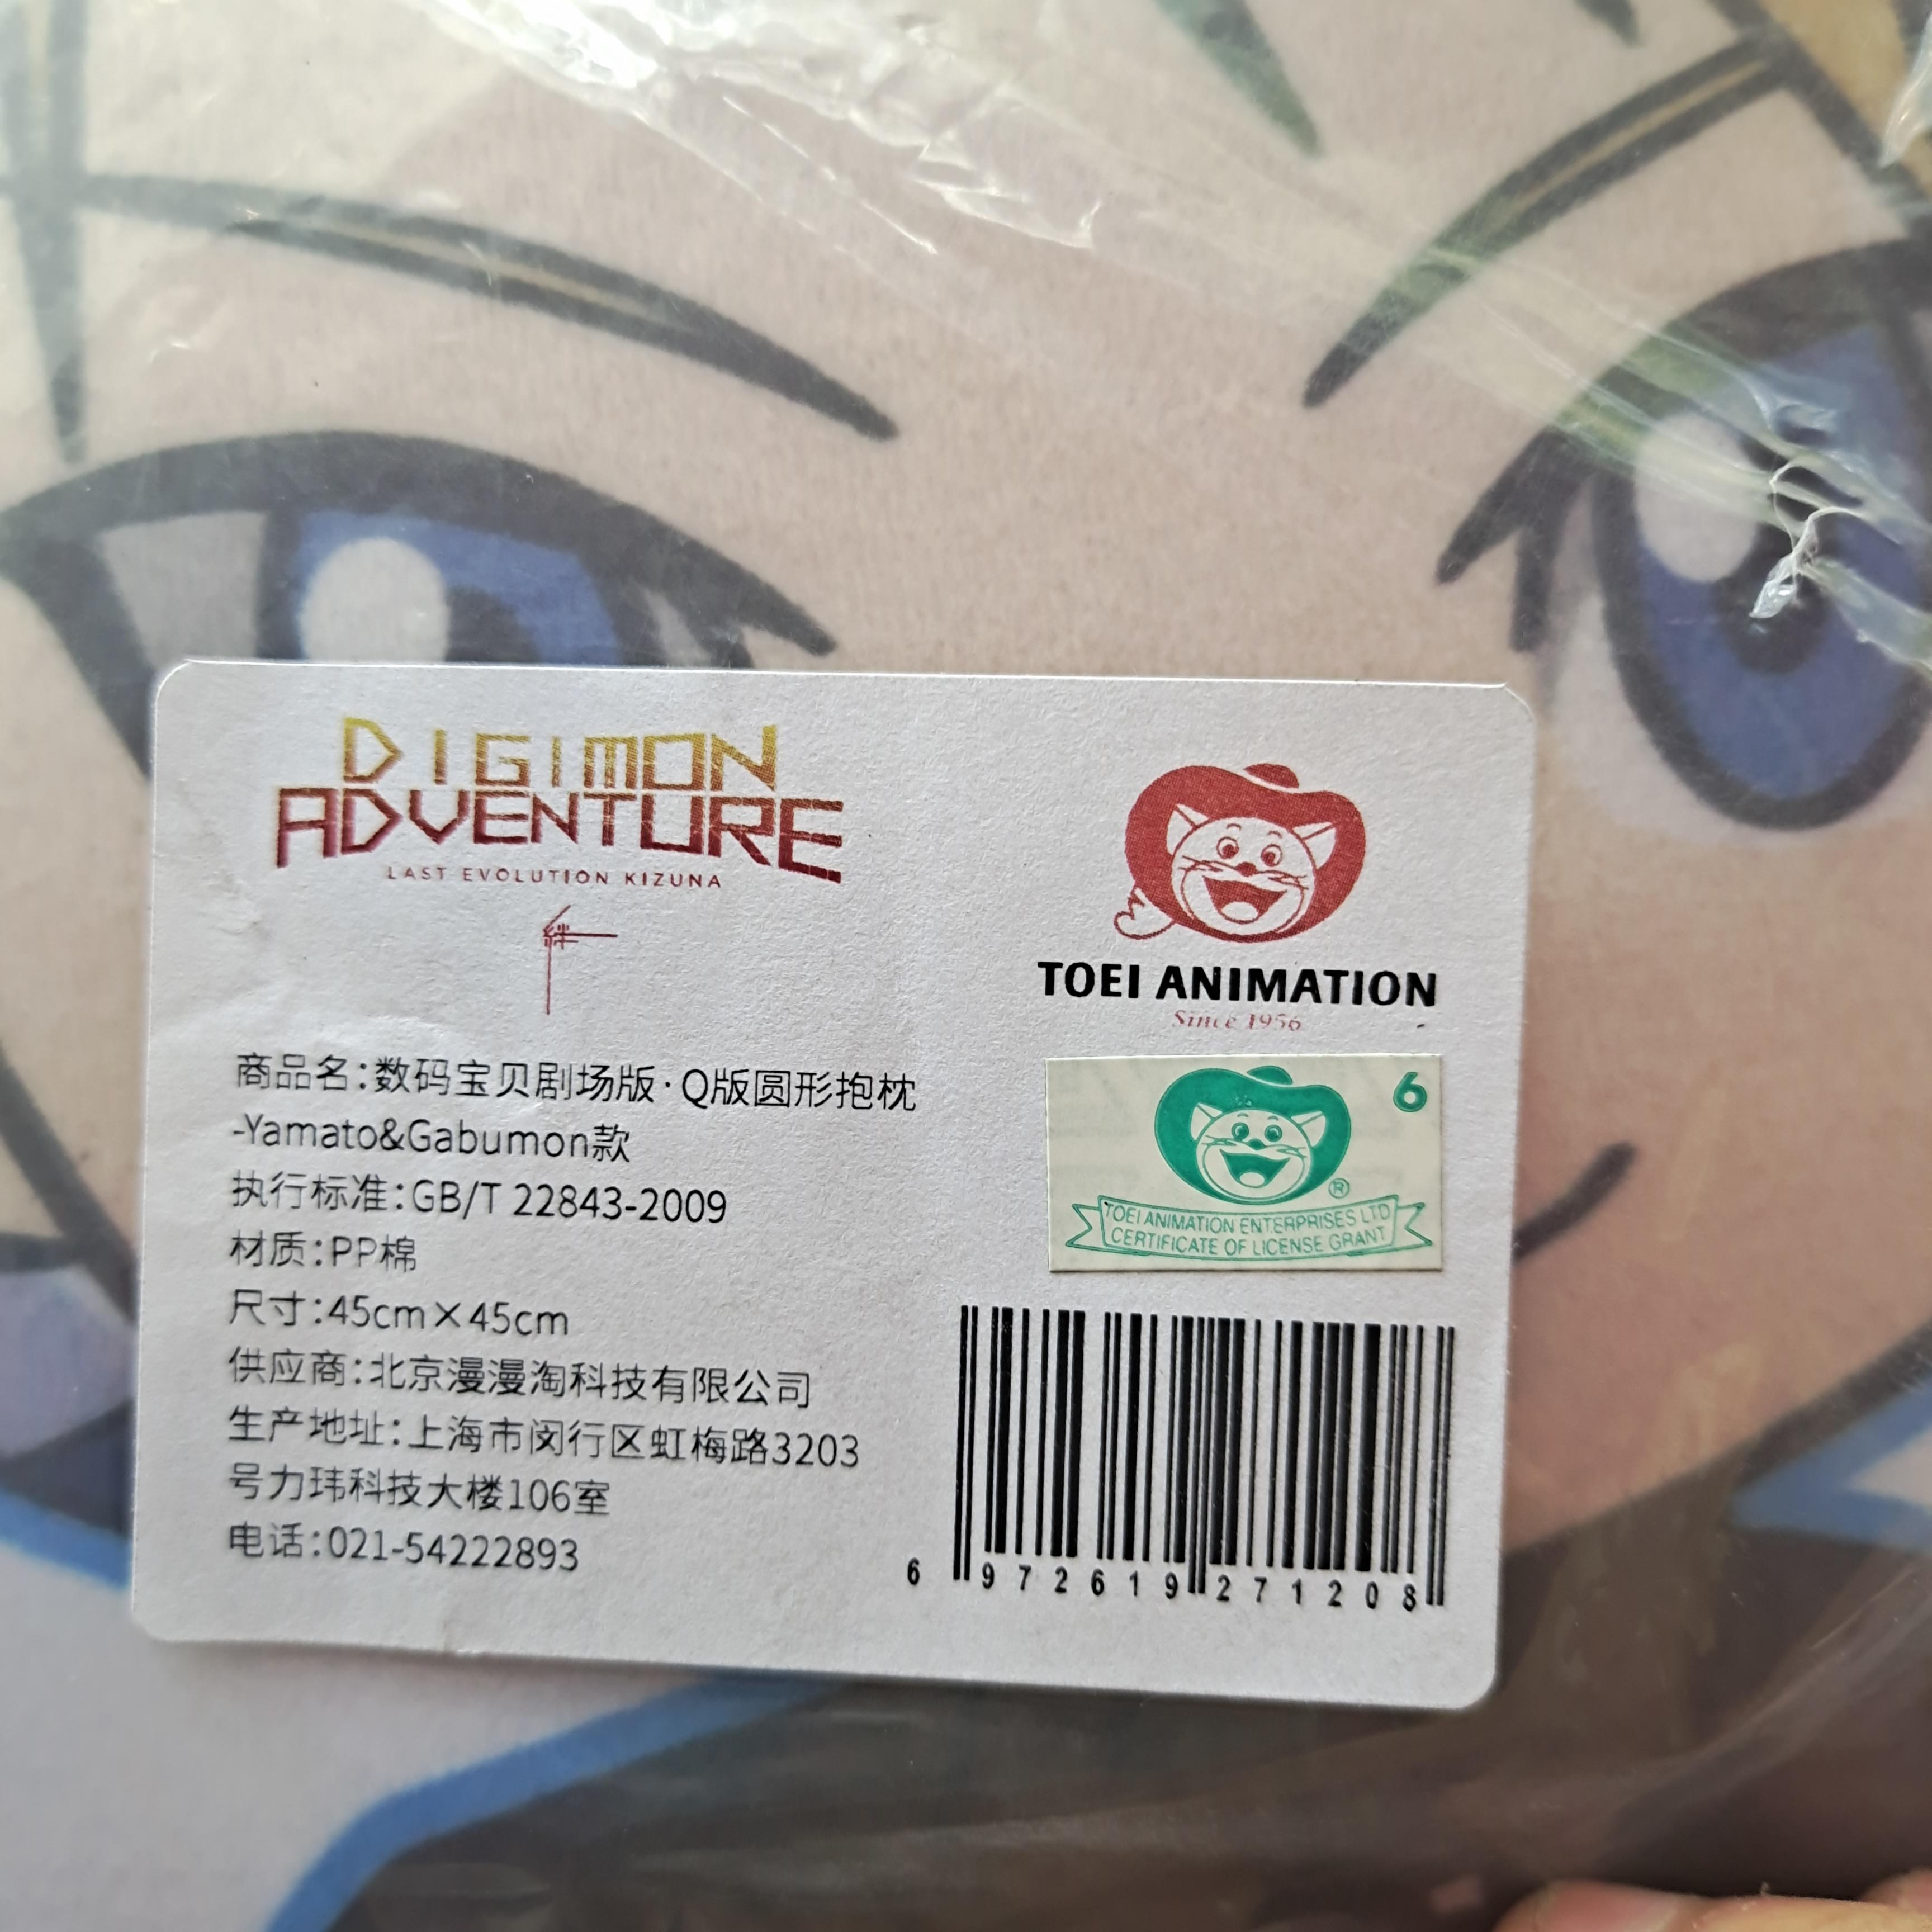 DIGIMON
ADVENTURE
LAST EVOLUTION KIZUNA
絆
商品名:数码宝贝剧场版·Q版圆形抱枕
-Yamato&Gabumon款
执行标准:GB/T 22843-2009
材质:PP棉
尺寸:45cm×45cm
供应商:北京漫漫淘科技有限公司
生产地址:上海市闵行区虹梅路3203
号力玮科技大楼106室
电话:021-54222893
TOEI ANIMATION
Since 1956
6
®
TOEI ANIMATION ENTERPRISES LTD
CERTIFICATE OF LICENSE GRANT
6 972619 271208